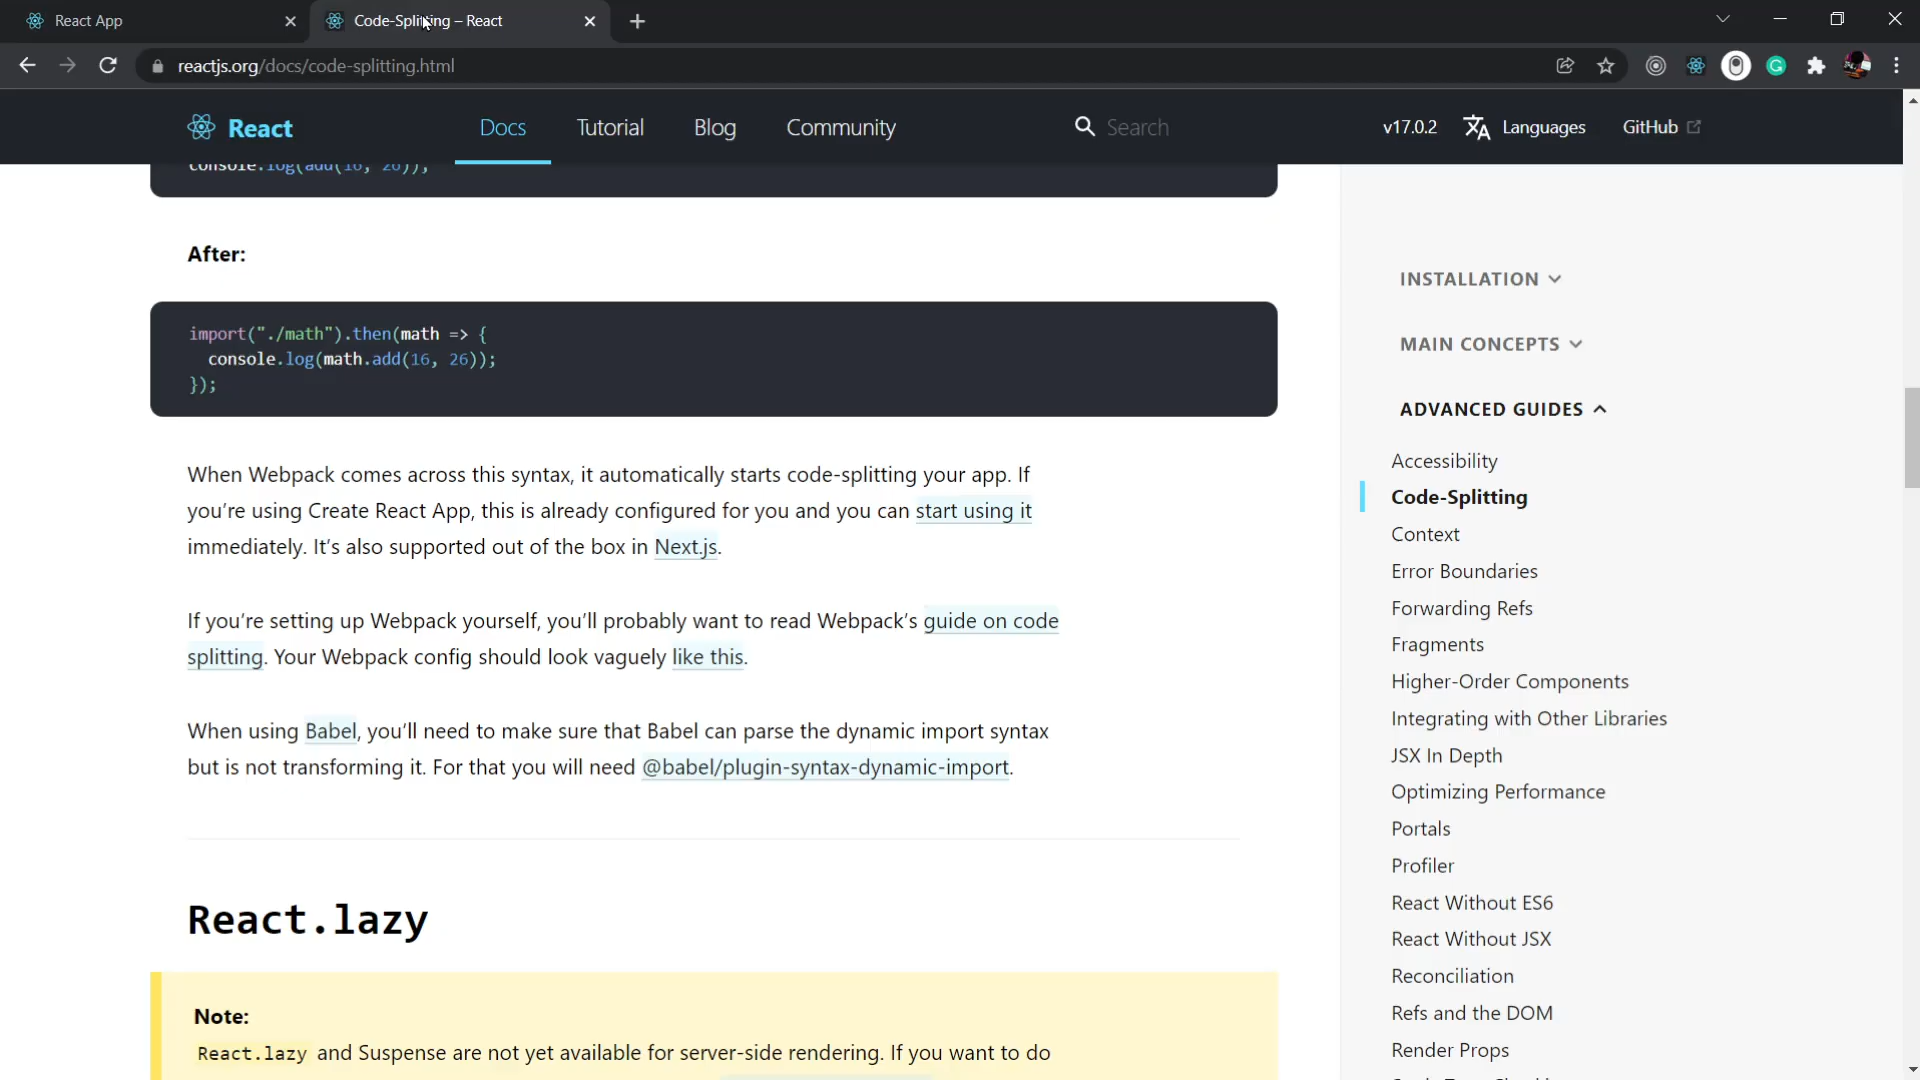 React App
Code-Splitting – React
reactjs.org/docs/code-splitting.html
React
Docs
Tutorial
Blog
Community
Search
v17.0.2
Languages
GitHub
console.log(add(16, 26));
After:
import("./math").then(math => {
console.log(math.add(16, 26));
});
When Webpack comes across this syntax, it automatically starts code-splitting your app. If
you’re using Create React App, this is already configured for you and you can start using it
immediately. It’s also supported out of the box in Next.js.
If you’re setting up Webpack yourself, you’ll probably want to read Webpack’s guide on code
splitting. Your Webpack config should look vaguely like this.
When using Babel, you’ll need to make sure that Babel can parse the dynamic import syntax
but is not transforming it. For that you will need @babel/plugin-syntax-dynamic-import.
React.lazy
Note:
React.lazy and Suspense are not yet available for server-side rendering. If you want to do
INSTALLATION
MAIN CONCEPTS
ADVANCED GUIDES
Accessibility
Code-Splitting
Context
Error Boundaries
Forwarding Refs
Fragments
Higher-Order Components
Integrating with Other Libraries
JSX In Depth
Optimizing Performance
Portals
Profiler
React Without ES6
React Without JSX
Reconciliation
Refs and the DOM
Render Props